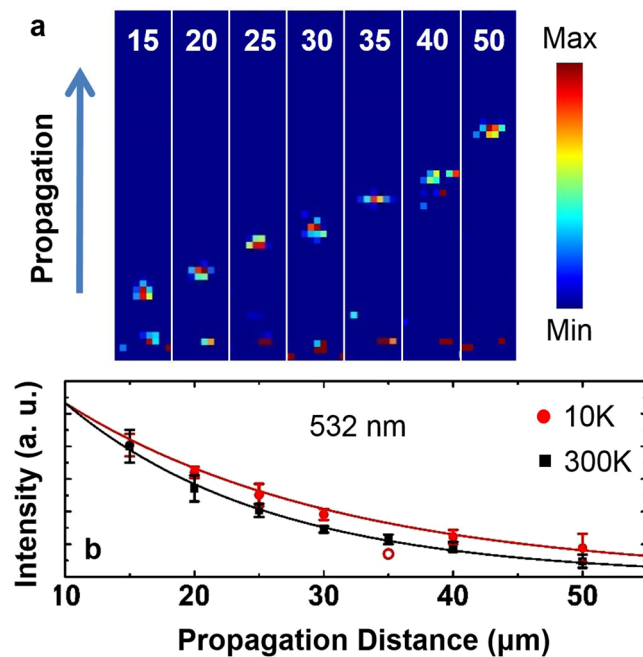 a
15 20 25 30 35 40 50
Max
Propagation
Min
532 nm
10K
300K
Intensity (a. u.)
b
10 20 30 40 50
Propagation Distance (μm)